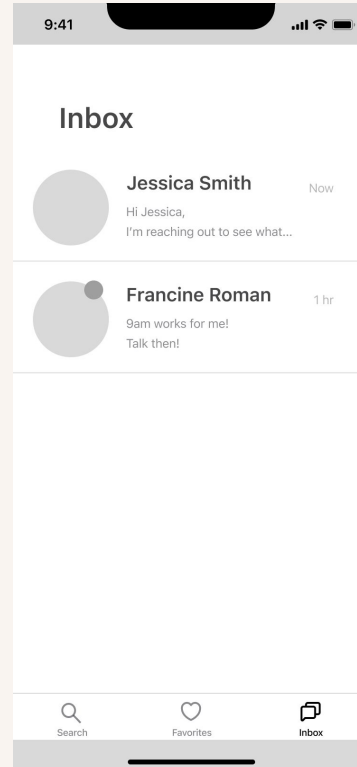 9:41
Inbox
Jessica Smith
Now
Hi Jessica,
I'm reaching out to see what...
Francine Roman
1 hr
9am works for me!
Talk then!
Search
Favorites
Inbox